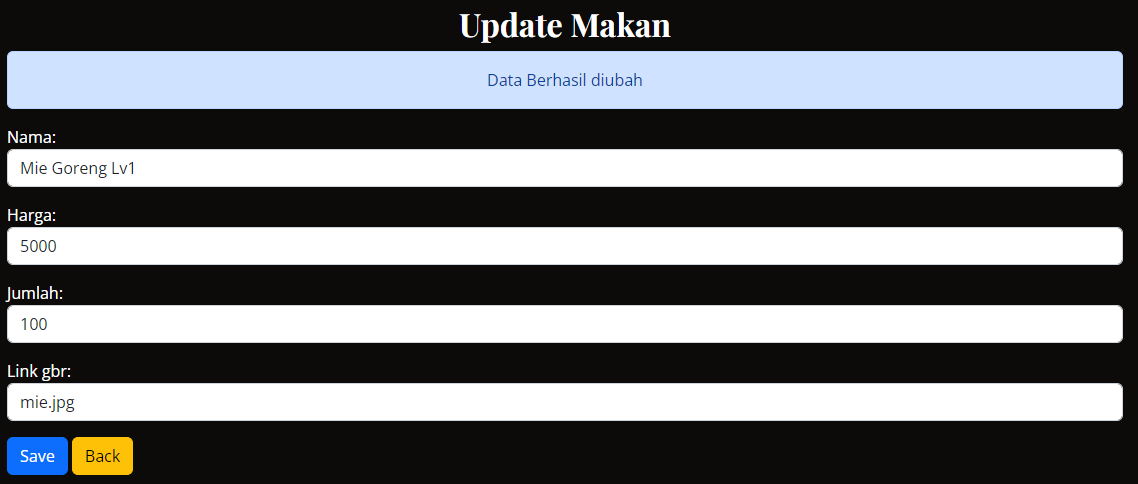 Update Makan
Data Berhasil diubah
Nama:
Mie Goreng Lv1
Harga:
5000
Jumlah:
100
Link gbr:
mie.jpg
Save Back